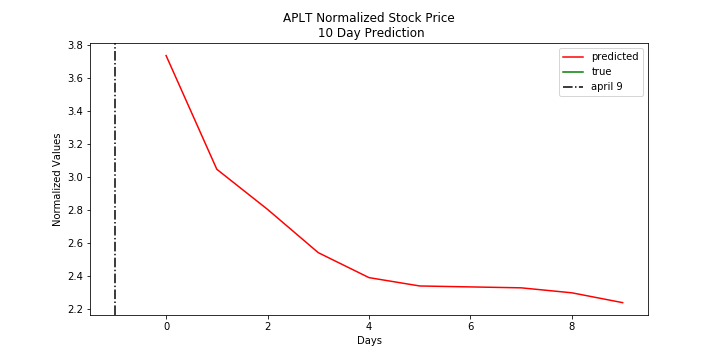 APLT Normalized Stock Price
10 Day Prediction
3.8
3.6
3.4
3.2
3.0
2.8
2.6
2.4
2.2
Normalized Values
predicted
true
april 9
0 2 4 6 8
Days